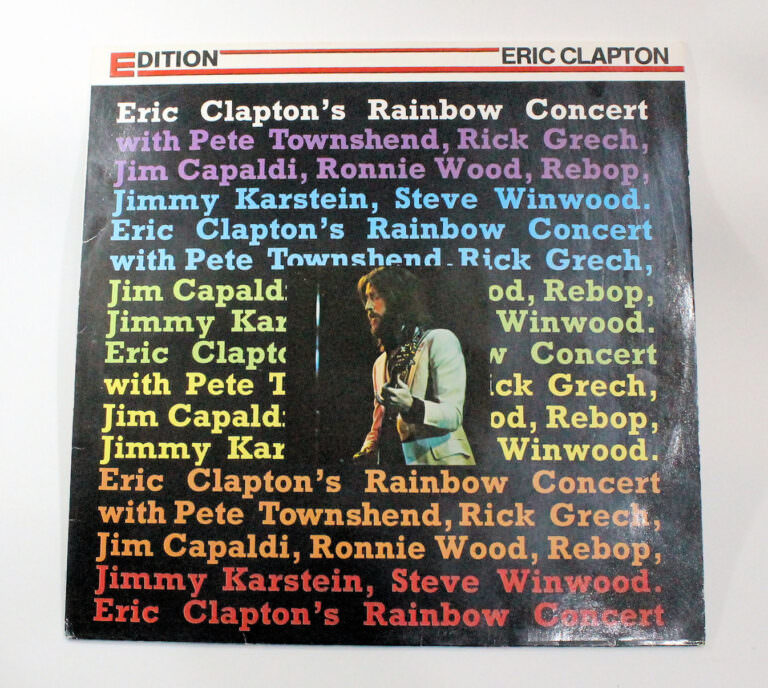 EDITION ERIC CLAPTON
Eric Clapton's Rainbow Concert
with Pete Townshend, Rick Grech,
Jim Capaldi, Ronnie Wood, Rebop,
Jimmy Karstein, Steve Winwood.
Eric Clapton's Rainbow Concert
with Pete Townshend, Rick Grech,
Jim Capald od, Rebop,
Jimmy Kar Winwood.
Eric Clapto w Concert
with Pete T ick Grech,
Jim Capald od, Rebop,
Jimmy Kar Winwood.
Eric Clapton's Rainbow Concert
with Pete Townshend, Rick Grech,
Jim Capaldi, Ronnie Wood, Rebop,
Jimmy Karstein, Steve Winwood.
Eric Clapton's Rainbow Concert